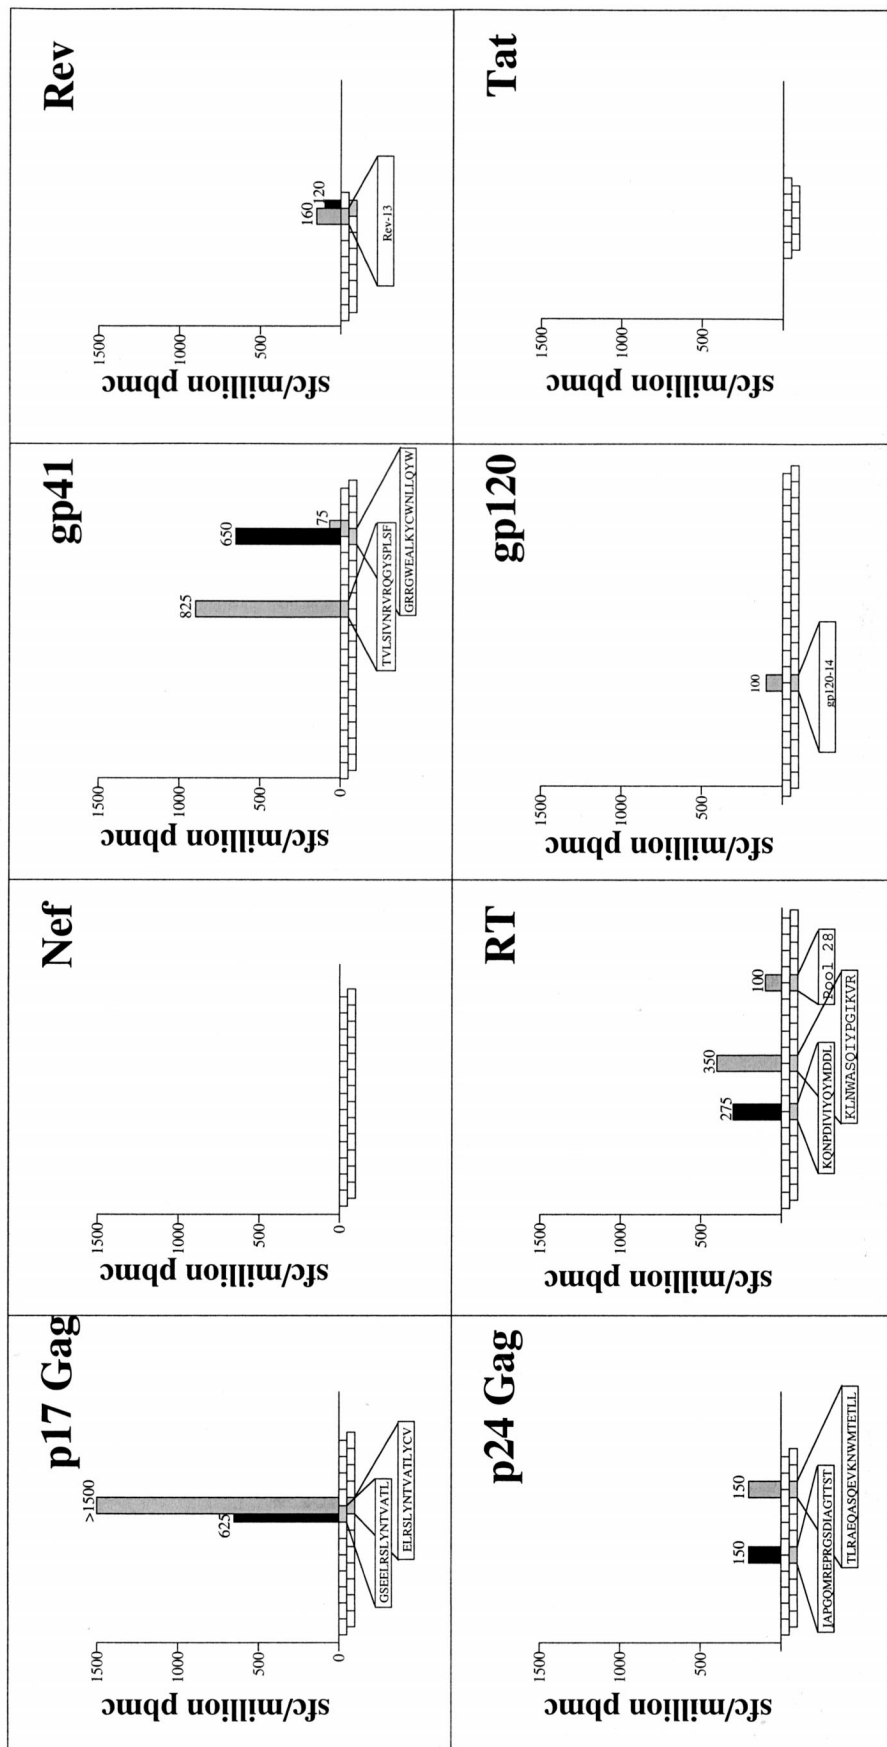 p17 Gag
sfc/million pbmc
1500
1000
500
0
625
>1500
GSEELRSLYNTVATL
ELRSLYNTVATLYCV
Nef
sfc/million pbmc
1500
1000
500
0
gp41
sfc/million pbmc
1500
1000
500
0
825
650
75
TVLSIVNRVRQGYSPLSF
GRRGWEALKYCWNLLQYW
Rev
sfc/million pbmc
1500
1000
500
160
120
Rev-13
p24 Gag
sfc/million pbmc
1500
1000
500
150
150
IAPGQMREPRGSDIAGTTST
TLRAEQASQEVKNWMTETLL
RT
sfc/million pbmc
1500
1000
500
275
350
100
KQNPDIVIYQYMDDL
Pool 28
KLNWASQIYPGIKVR
gp120
sfc/million pbmc
1500
1000
500
100
gp120-14
Tat
sfc/million pbmc
1500
1000
500